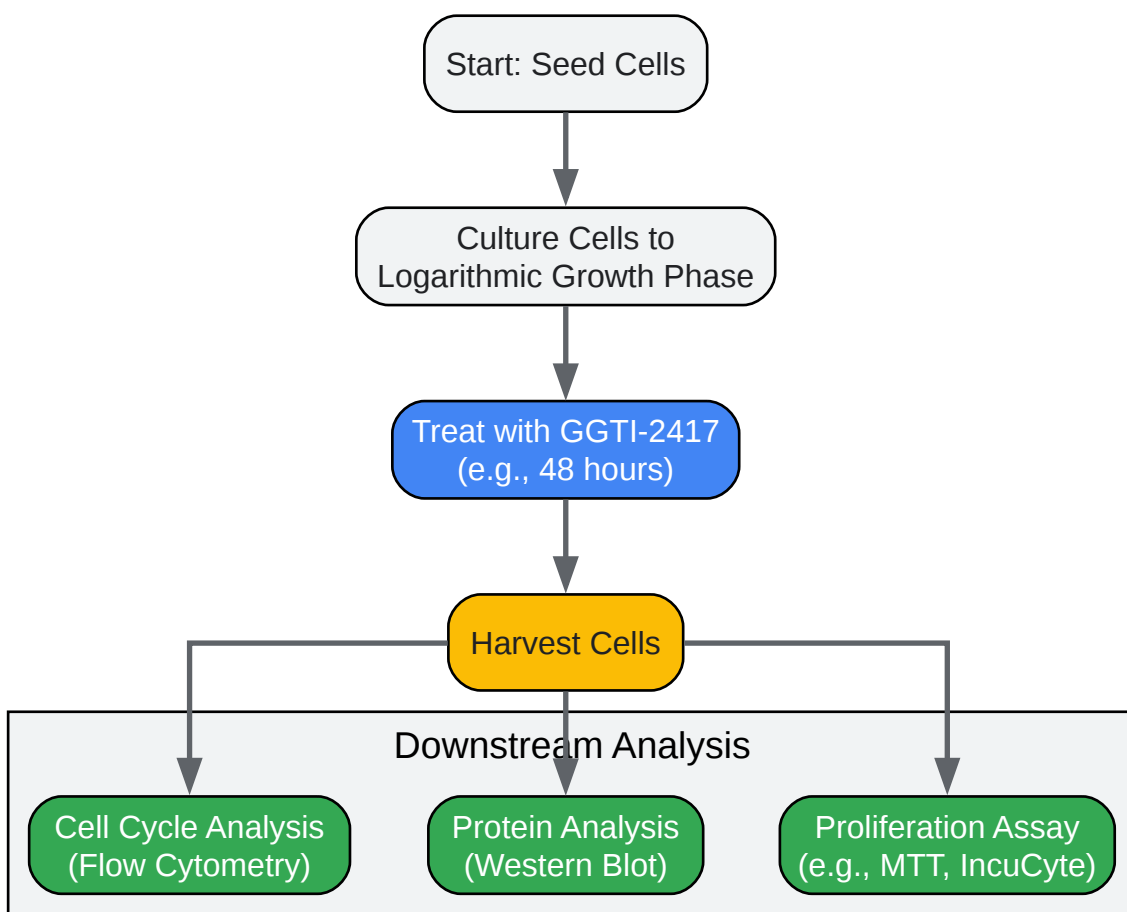 Start: Seed Cells
Culture Cells to
Logarithmic Growth Phase
Treat with GGTI-2417
(e.g., 48 hours)
Harvest Cells
Downstream Analysis
Cell Cycle Analysis
(Flow Cytometry)
Protein Analysis
(Western Blot)
Proliferation Assay
(e.g., MTT, IncuCyte)